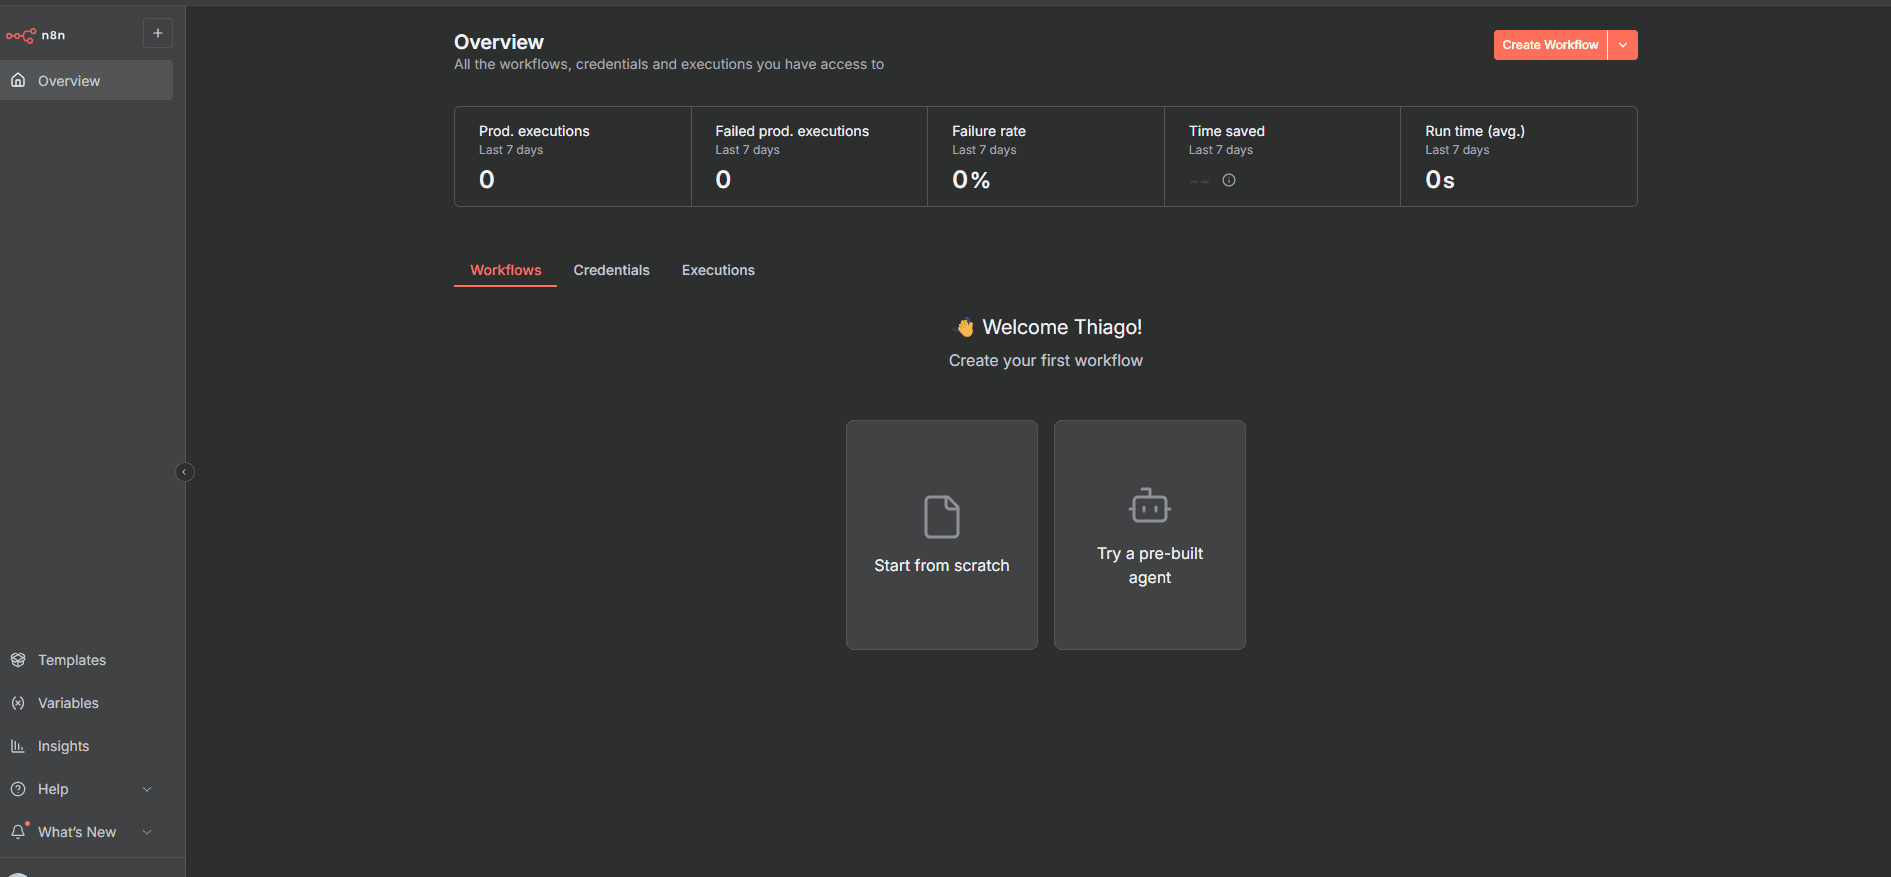 n8n
Overview
Templates
Variables
Insights
Help
What's New
Overview
All the workflows, credentials and executions you have access to
Create Workflow
Prod. executions
Last 7 days
0
Failed prod. executions
Last 7 days
0
Failure rate
Last 7 days
0%
Time saved
Last 7 days
--
Run time (avg.)
Last 7 days
0s
Workflows
Credentials
Executions
👋 Welcome Thiago!
Create your first workflow
Start from scratch
Try a pre-built
agent